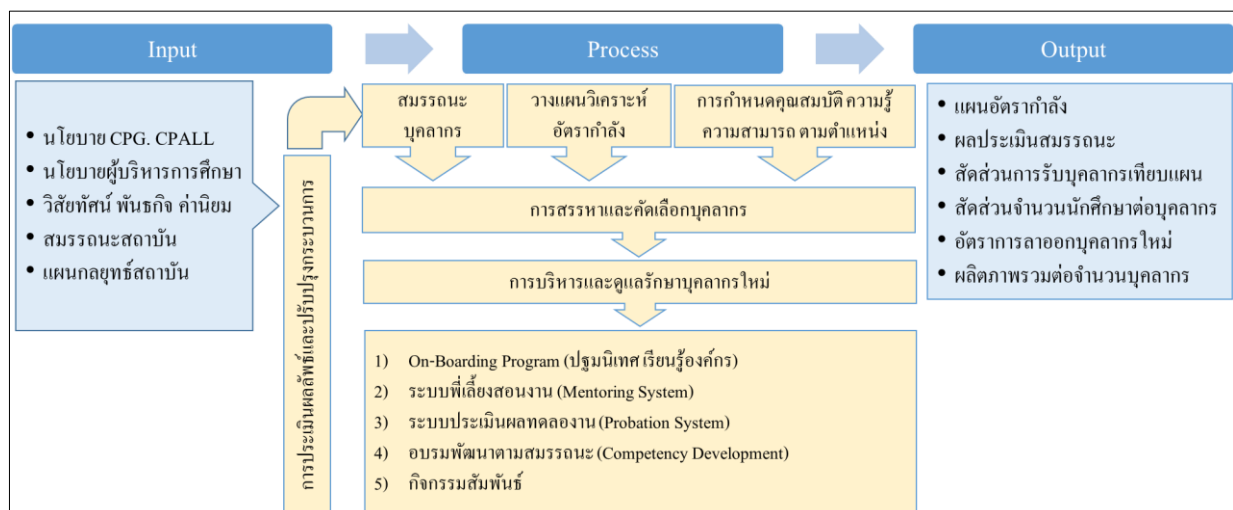 Input
Process
Output
• นโยบาย CPG. CPALL
• นโยบายผู้บริหารการศึกษา
• วิสัยทัศน์ พันธกิจ ค่านิยม
• สมรรถนะสถาบัน
• แผนกลยุทธ์สถาบัน
การประเมินผลลัพธ์และปรับปรุงกระบวนการ
สมรรถนะ
บุคลากร
วางแผนวิเคราะห์
อัตรากำลัง
การกำหนดคุณสมบัติ ความรู้
ความสามารถ ตามตำแหน่ง
การสรรหาและคัดเลือกบุคลากร
การบริหารและดูแลรักษาบุคลากรใหม่
1) On-Boarding Program (ปฐมนิเทศ เรียนรู้องค์กร)
2) ระบบพี่เลี้ยงสอนงาน (Mentoring System)
3) ระบบประเมินผลทดลองงาน (Probation System)
4) อบรมพัฒนาตามสมรรถนะ (Competency Development)
5) กิจกรรมสัมพันธ์
• แผนอัตรากำลัง
• ผลประเมินสมรรถนะ
• สัดส่วนการรับบุคลากรเทียบแผน
• สัดส่วนจำนวนนักศึกษาต่อบุคลากร
• อัตราการลาออกบุคลากรใหม่
• ผลิตภาพรวมต่อจำนวนบุคลากร